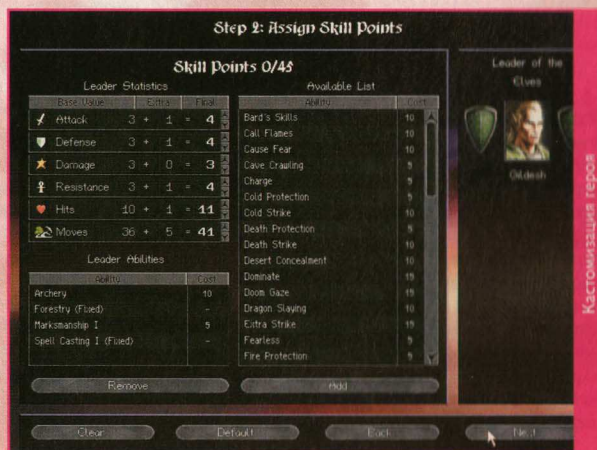 Step 2: Assign Skill Points
Skill Points 0/45
Leader Statistics
Base Value Extra Final
Attack 3 + 1 = 4
Defense 3 + 1 = 4
Damage 3 + 0 = 3
Resistance 3 + 1 = 4
Hits 10 + 1 = 11
Moves 36 + 5 = 41
Leader Abilities
Ability Cost
Archery 10
Forestry (Fixed) -
Marksmanship I 5
Spell Casting I (Fixed) -
Remove
Available List
Ability Cost
Bard's Skills 10
Call Flames 10
Cause Fear 10
Cave Crawling 5
Charge 5
Cold Protection 5
Cold Strike 10
Death Protection 5
Death Strike 10
Desert Concealment 10
Dominate 15
Doom Gaze 15
Dragon Slaying 10
Extra Strike 15
Fearless 5
Fire Protection 5
Add
Leader of the
Elves
Gildesh
Clear Default Back Next
Кастомизация героя